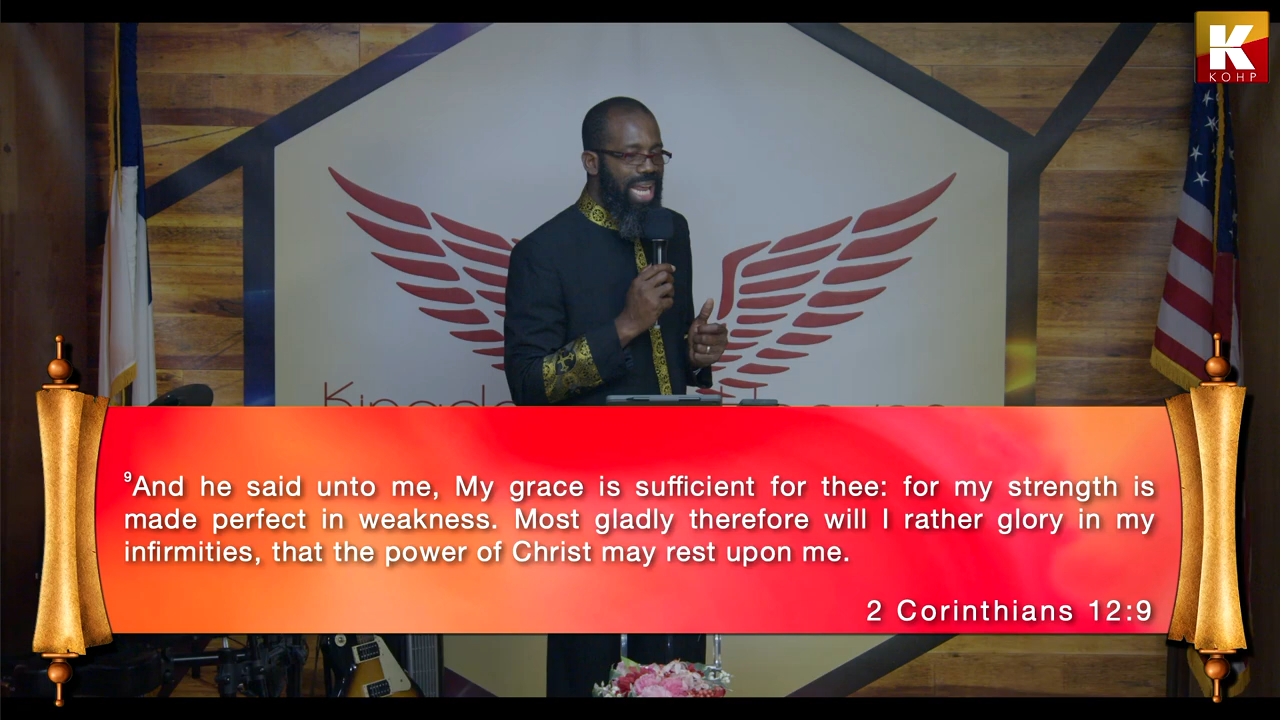 K
KOHP
⁹And he said unto me, My grace is sufficient for thee: for my strength is
made perfect in weakness. Most gladly therefore will I rather glory in my
infirmities, that the power of Christ may rest upon me.
2 Corinthians 12:9